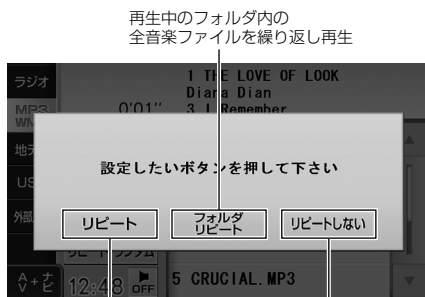 再生中のフォルダ内の
全音楽ファイルを繰り返し再生
ラジオ
1 THE LOVE OF LOOK
Diana Dian
MP3
0'01"
3 I Remember
設定したいボタンを押して下さい
リピート
フォルダ
リピート
リピートしない
A+ナ
V ビ
12:48
OFF
5 CRUCIAL.MP3